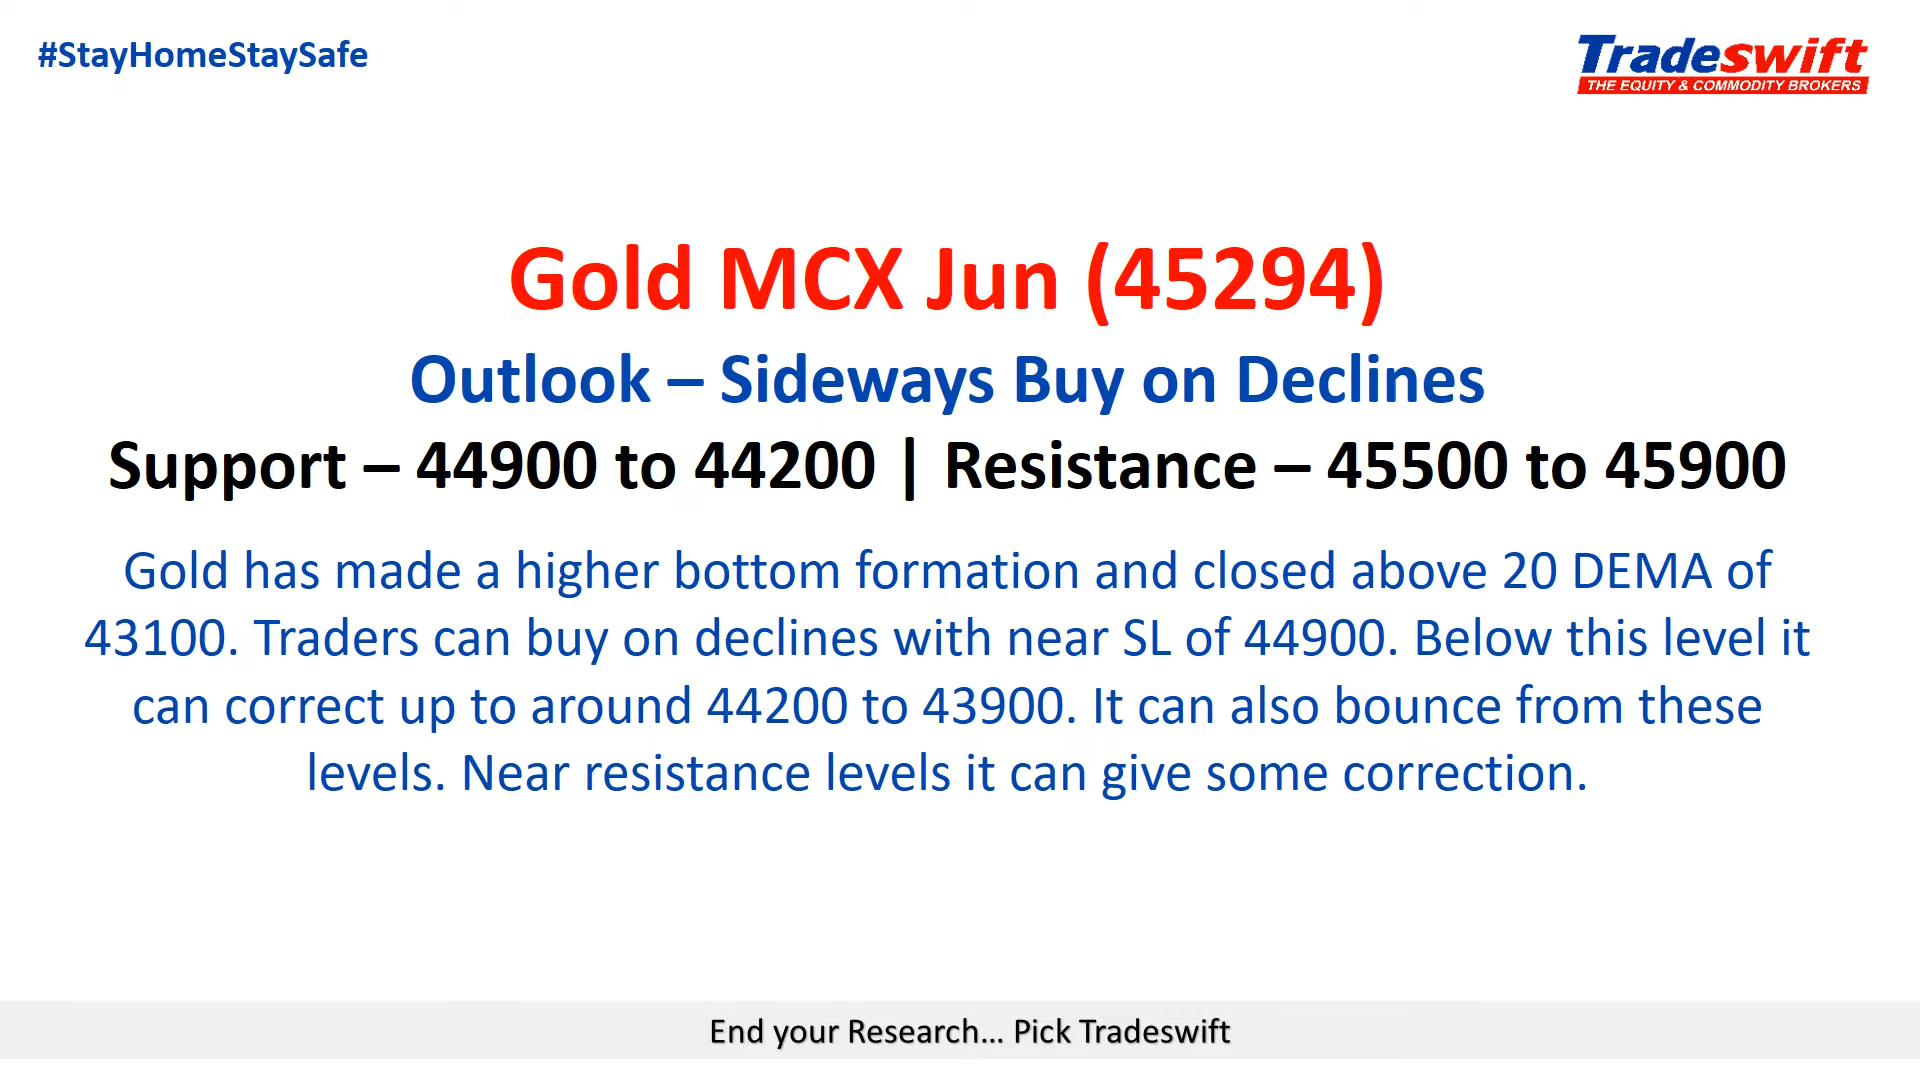 #StayHomeStaySafe
Tradeswift
THE EQUITY & COMMODITY BROKERS
Gold MCX Jun (45294)
Outlook – Sideways Buy on Declines
Support – 44900 to 44200 | Resistance – 45500 to 45900
Gold has made a higher bottom formation and closed above 20 DEMA of
43100. Traders can buy on declines with near SL of 44900. Below this level it
can correct up to around 44200 to 43900. It can also bounce from these
levels. Near resistance levels it can give some correction.
End your Research... Pick Tradeswift